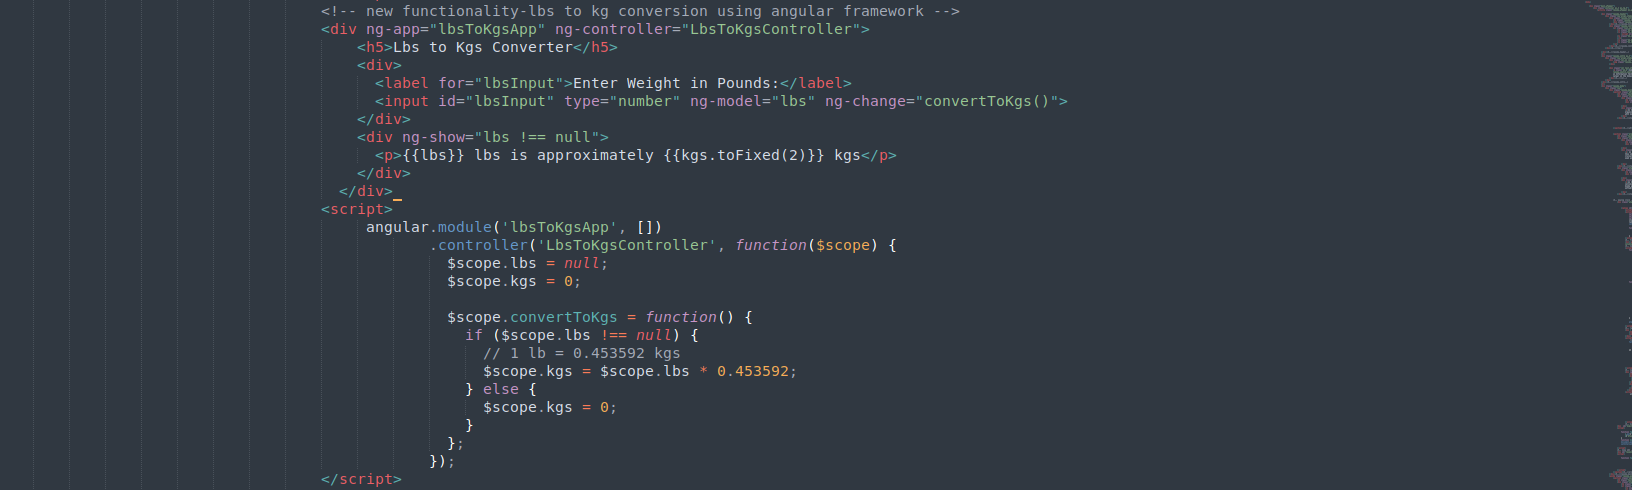 <!-- new functionality-lbs to kg conversion using angular framework -->
<div ng-app="lbsToKgsApp" ng-controller="LbsToKgsController">
<h5>Lbs to Kgs Converter</h5>
<div>
<label for="lbsInput">Enter Weight in Pounds:</label>
<input id="lbsInput" type="number" ng-model="lbs" ng-change="convertToKgs()">
</div>
<div ng-show="lbs !== null">
<p>{{lbs}} lbs is approximately {{kgs.toFixed(2)}} kgs</p>
</div>
</div>
<script>
angular.module('lbsToKgsApp', [])
.controller('LbsToKgsController', function($scope) {
$scope.lbs = null;
$scope.kgs = 0;
$scope.convertToKgs = function() {
if ($scope.lbs !== null) {
// 1 lb = 0.453592 kgs
$scope.kgs = $scope.lbs * 0.453592;
} else {
$scope.kgs = 0;
}
};
});
</script>